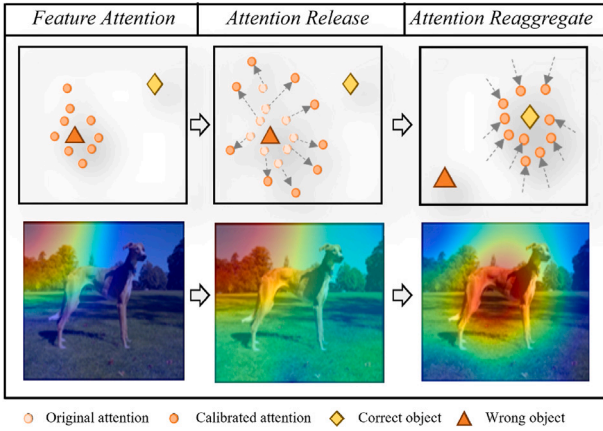 Feature Attention
Attention Release
Attention Reaggregate
Original attention
Calibrated attention
Correct object
Wrong object